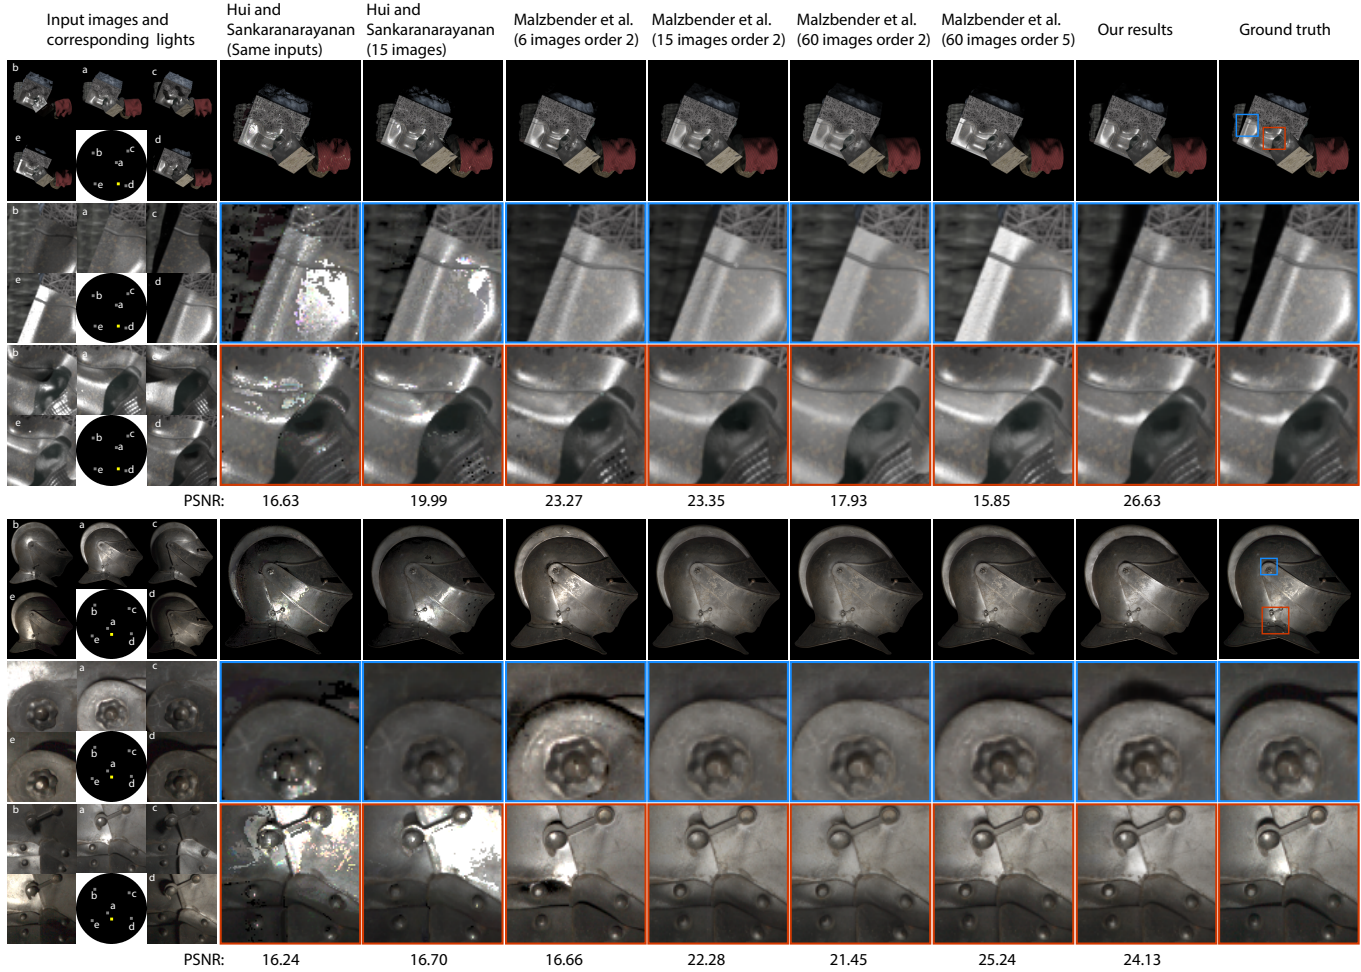 Input images and
corresponding lights
Hui and
Sankaranarayanan
(Same inputs)
Hui and
Sankaranarayanan
(15 images)
Malzbender et al.
(6 images order 2)
Malzbender et al.
(15 images order 2)
Malzbender et al.
(60 images order 2)
Malzbender et al.
(60 images order 5)
Our results
Ground truth
b a c
e b c a e d d
b a c
e b c a e d d
b a c
e b c a e d d
PSNR: 16.63 19.99 23.27 23.35 17.93 15.85 26.63
b a c
e b c a e d d
a c
e b c a e d d
b a c
b c a e d d
PSNR: 16.24 16.70 16.66 22.28 21.45 25.24 24.13